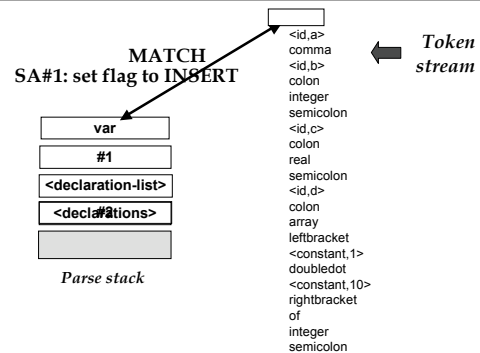 MATCH
SA#1: set flag to INSERT
var
#1
<declaration-list>
<declarations>
#2
Parse stack
<id,a>
comma
<id,b>
colon
integer
semicolon
<id,c>
colon
real
semicolon
<id,d>
colon
array
leftbracket
<constant,1>
doubledot
<constant,10>
rightbracket
of
integer
semicolon
Token
stream